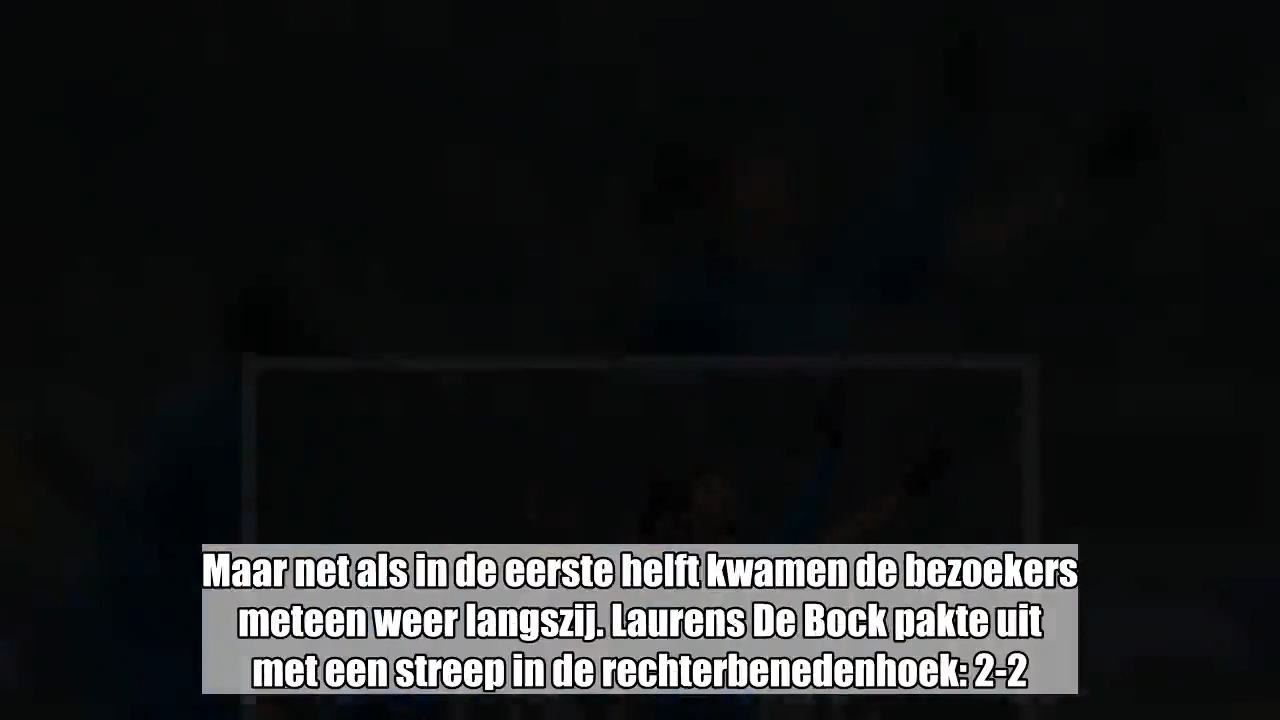 Maar net als in de eerste helft kwamen de bezoekers
meteen weer langszij. Laurens De Bock pakte uit
met een streep in de rechterbenedenhoek: 2-2